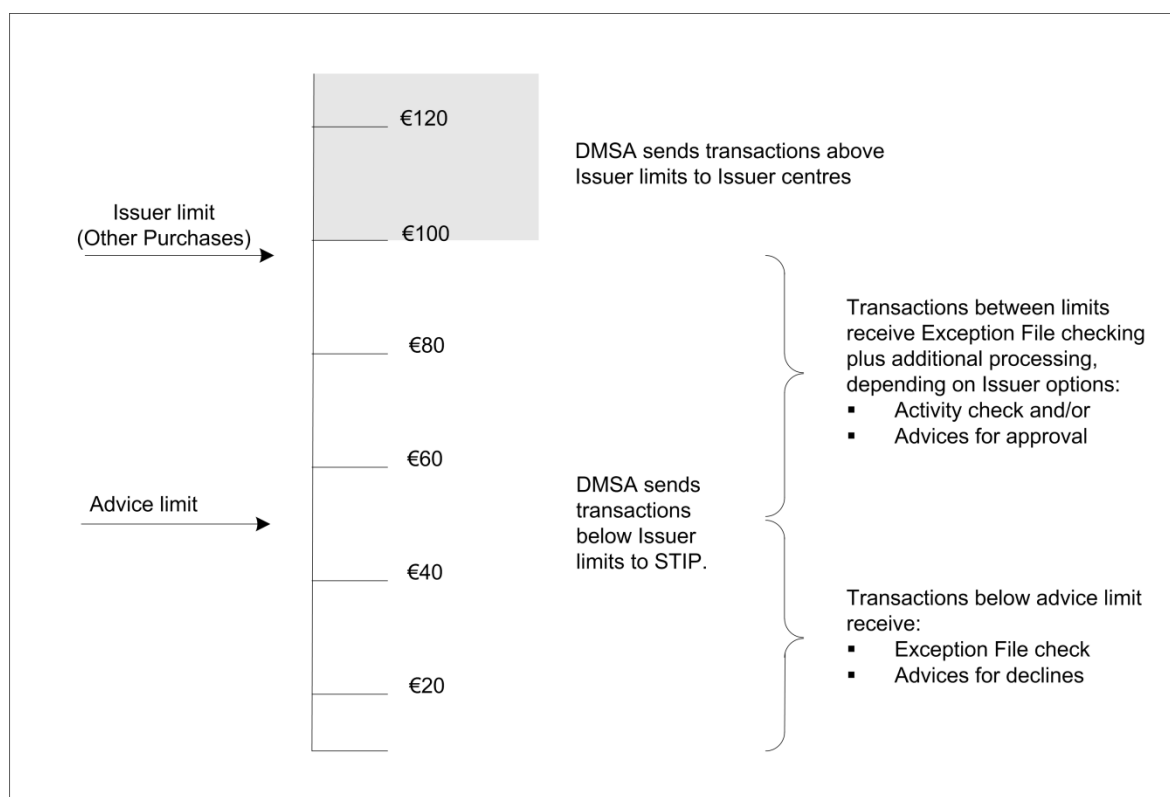 €120
DMSA sends transactions above
Issuer limits to Issuer centres
Issuer limit
(Other Purchases)
€100
€80
Transactions between limits
receive Exception File checking
plus additional processing,
depending on Issuer options:
▪ Activity check and/or
▪ Advices for approval
€60
Advice limit
DMSA sends
transactions
below Issuer
limits to STIP.
€40
Transactions below advice limit
receive:
▪ Exception File check
▪ Advices for declines
€20